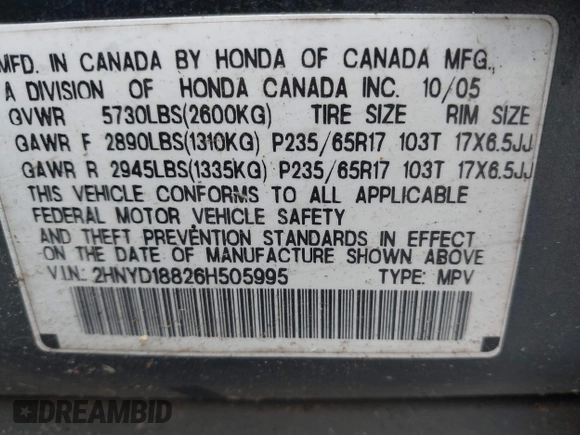 MFD. IN CANADA BY HONDA OF CANADA MFG.,
A DIVISION OF HONDA CANADA INC. 10/05
GVWR 5730LBS(2600KG) TIRE SIZE RIM SIZE
GAWR F 2890LBS(1310KG) P235/65R17 103T 17X6.5JJ
GAWR R 2945LBS(1335KG) P235/65R17 103T 17X6.5JJ
THIS VEHICLE CONFORMS TO ALL APPLICABLE
FEDERAL MOTOR VEHICLE SAFETY
AND THEFT PREVENTION STANDARDS IN EFFECT
ON THE DATE OF MANUFACTURE SHOWN ABOVE.
V.I.N.: 2HNYD18826H505995 TYPE: MPV
DREAMBID